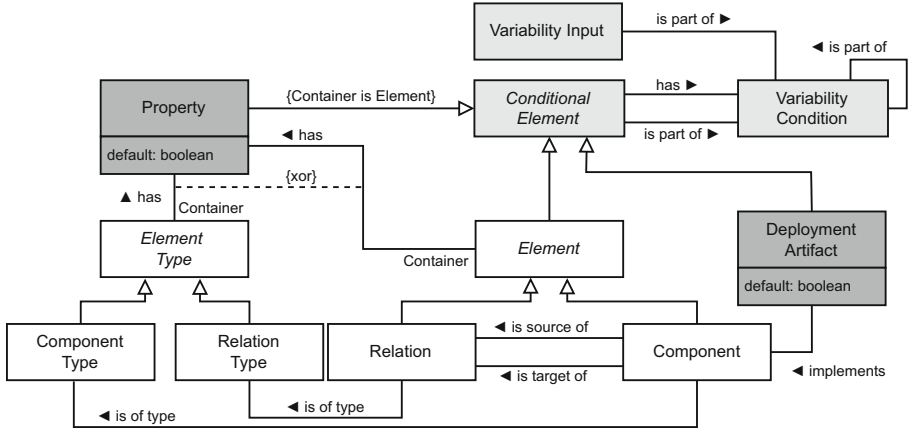 Variability Input
is part of ►
◄ is part of
Property
{Container is Element}
Conditional
Element
has ►
Variability
Condition
◄ has
is part of ►
default: boolean
{xor}
▲ has
Container
Element
Type
Container
Element
Deployment
Artifact
default: boolean
Component
Type
Relation
Type
Relation
◄ is source of
Component
◄ is target of
◄ implements
◄ is of type
◄ is of type